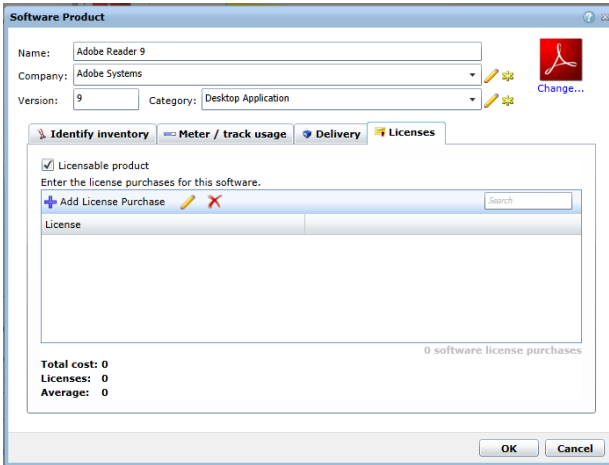 Software Product
Name: Adobe Reader 9
Company: Adobe Systems
Change...
Version: 9 Category: Desktop Application
Identify inventory Meter / track usage Delivery Licenses
Licensable product
Enter the license purchases for this software.
Add License Purchase Search
License
0 software license purchases
Total cost: 0
Licenses: 0
Average: 0
OK Cancel